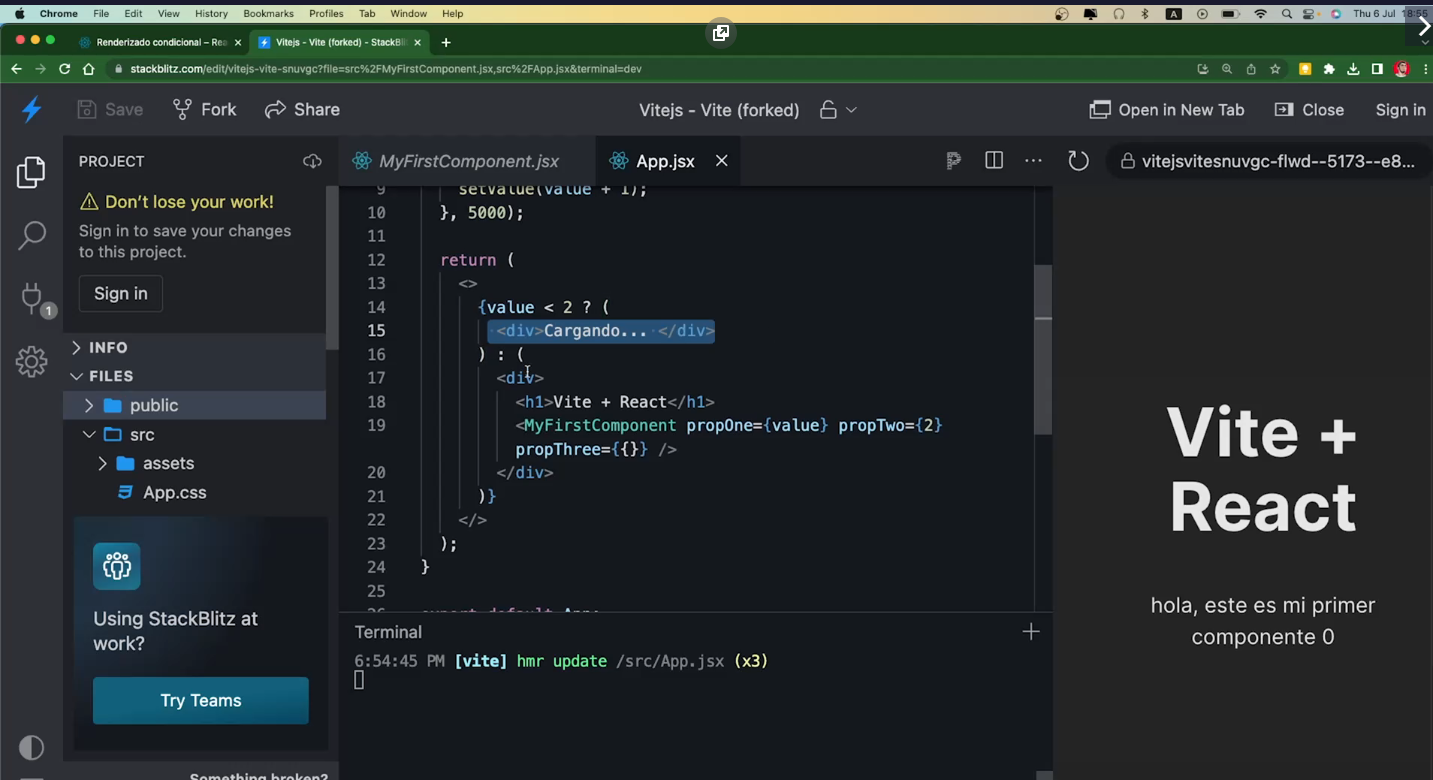 Chrome File Edit View History Bookmarks Profiles Tab Window Help A Thu 6 Jul 18:55
Renderizado condicional – Rea Vitejs - Vite (forked) - StackBlit
stackblitz.com/edit/vitejs-vite-snuvgc?file=src%2FMyFirstComponent.jsx,src%2FApp.jsx&terminal=dev
Save Fork Share Vitejs - Vite (forked) Open in New Tab Close Sign in
PROJECT
Don't lose your work!
Sign in to save your changes
to this project.
Sign in
1
INFO
FILES
public
src
assets
App.css
Using StackBlitz at
work?
Try Teams
Something broken?
MyFirstComponent.jsx App.jsx
9 setValue(value + 1);
10 }, 5000);
11
12 return (
13 <>
14 {value < 2 ? (
15 <div>Cargando... </div>
16 ) : (
17 <div>
18 <h1>Vite + React</h1>
19 <MyFirstComponent propOne={value} propTwo={2}
propThree={{}} />
20 </div>
21 )}
22 </>
23 );
24 }
25
26 export default App;
Terminal
6:54:45 PM [vite] hmr update /src/App.jsx (x3)
vitejsvitesnuvgc-flwd--5173--e8...
Vite +
React
hola, este es mi primer
componente 0